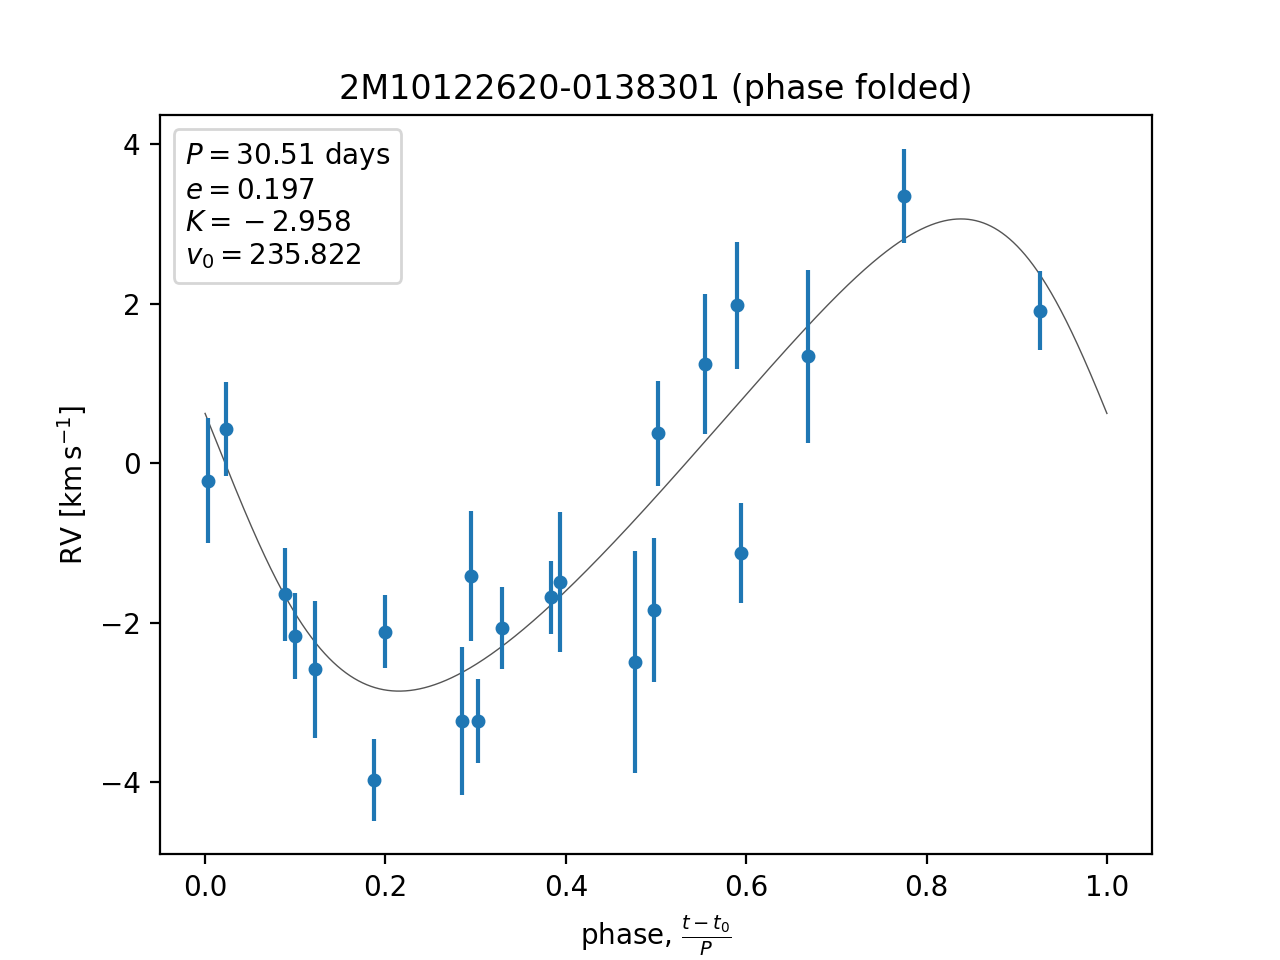 2M10122620-0138301 (phase folded)
P = 30.51 days
e = 0.197
K = −2.958
v₀ = 235.822
4
2
0
−2
−4
RV [km s⁻¹]
0.0 0.2 0.4 0.6 0.8 1.0
phase, (t − t₀)/P